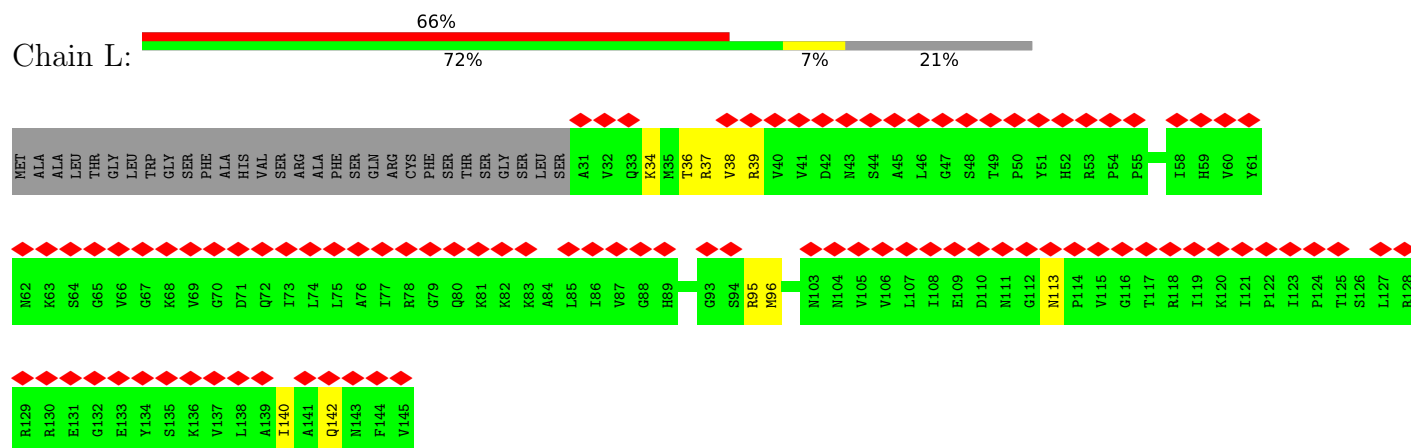 66%
Chain L:
72% 7% 21%
MET ALA ALA LEU THR GLY LEU LEU TRP GLY SER PHE ALA HIS VAL SER ARG ALA PHE SER GLN ARG CYS PHE SER THR SER GLY SER LEU SER A31 V32 Q33 K34 M35 T36 R37 V38 R39 V40 V41 D42 N43 S44 A45 L46 G47 S48 T49 P50 Y51 H52 R53 P54 P55 I58 H59 V60 Y61
N62 K63 S64 G65 V66 G67 K68 V69 G70 D71 Q72 I73 L74 L75 A76 I77 R78 G79 Q80 K81 K82 K83 A84 L85 I86 V87 G88 H89 G93 S94 R95 M96 N103 N104 V105 V106 L107 I108 E109 D110 N111 G112 N113 P114 V115 G116 T117 R118 I119 K120 I121 P122 I123 P124 T125 S126 L127 R128
R129 R130 E131 G132 E133 Y134 S135 K136 V137 L138 A139 I140 A141 Q142 N143 F144 V145